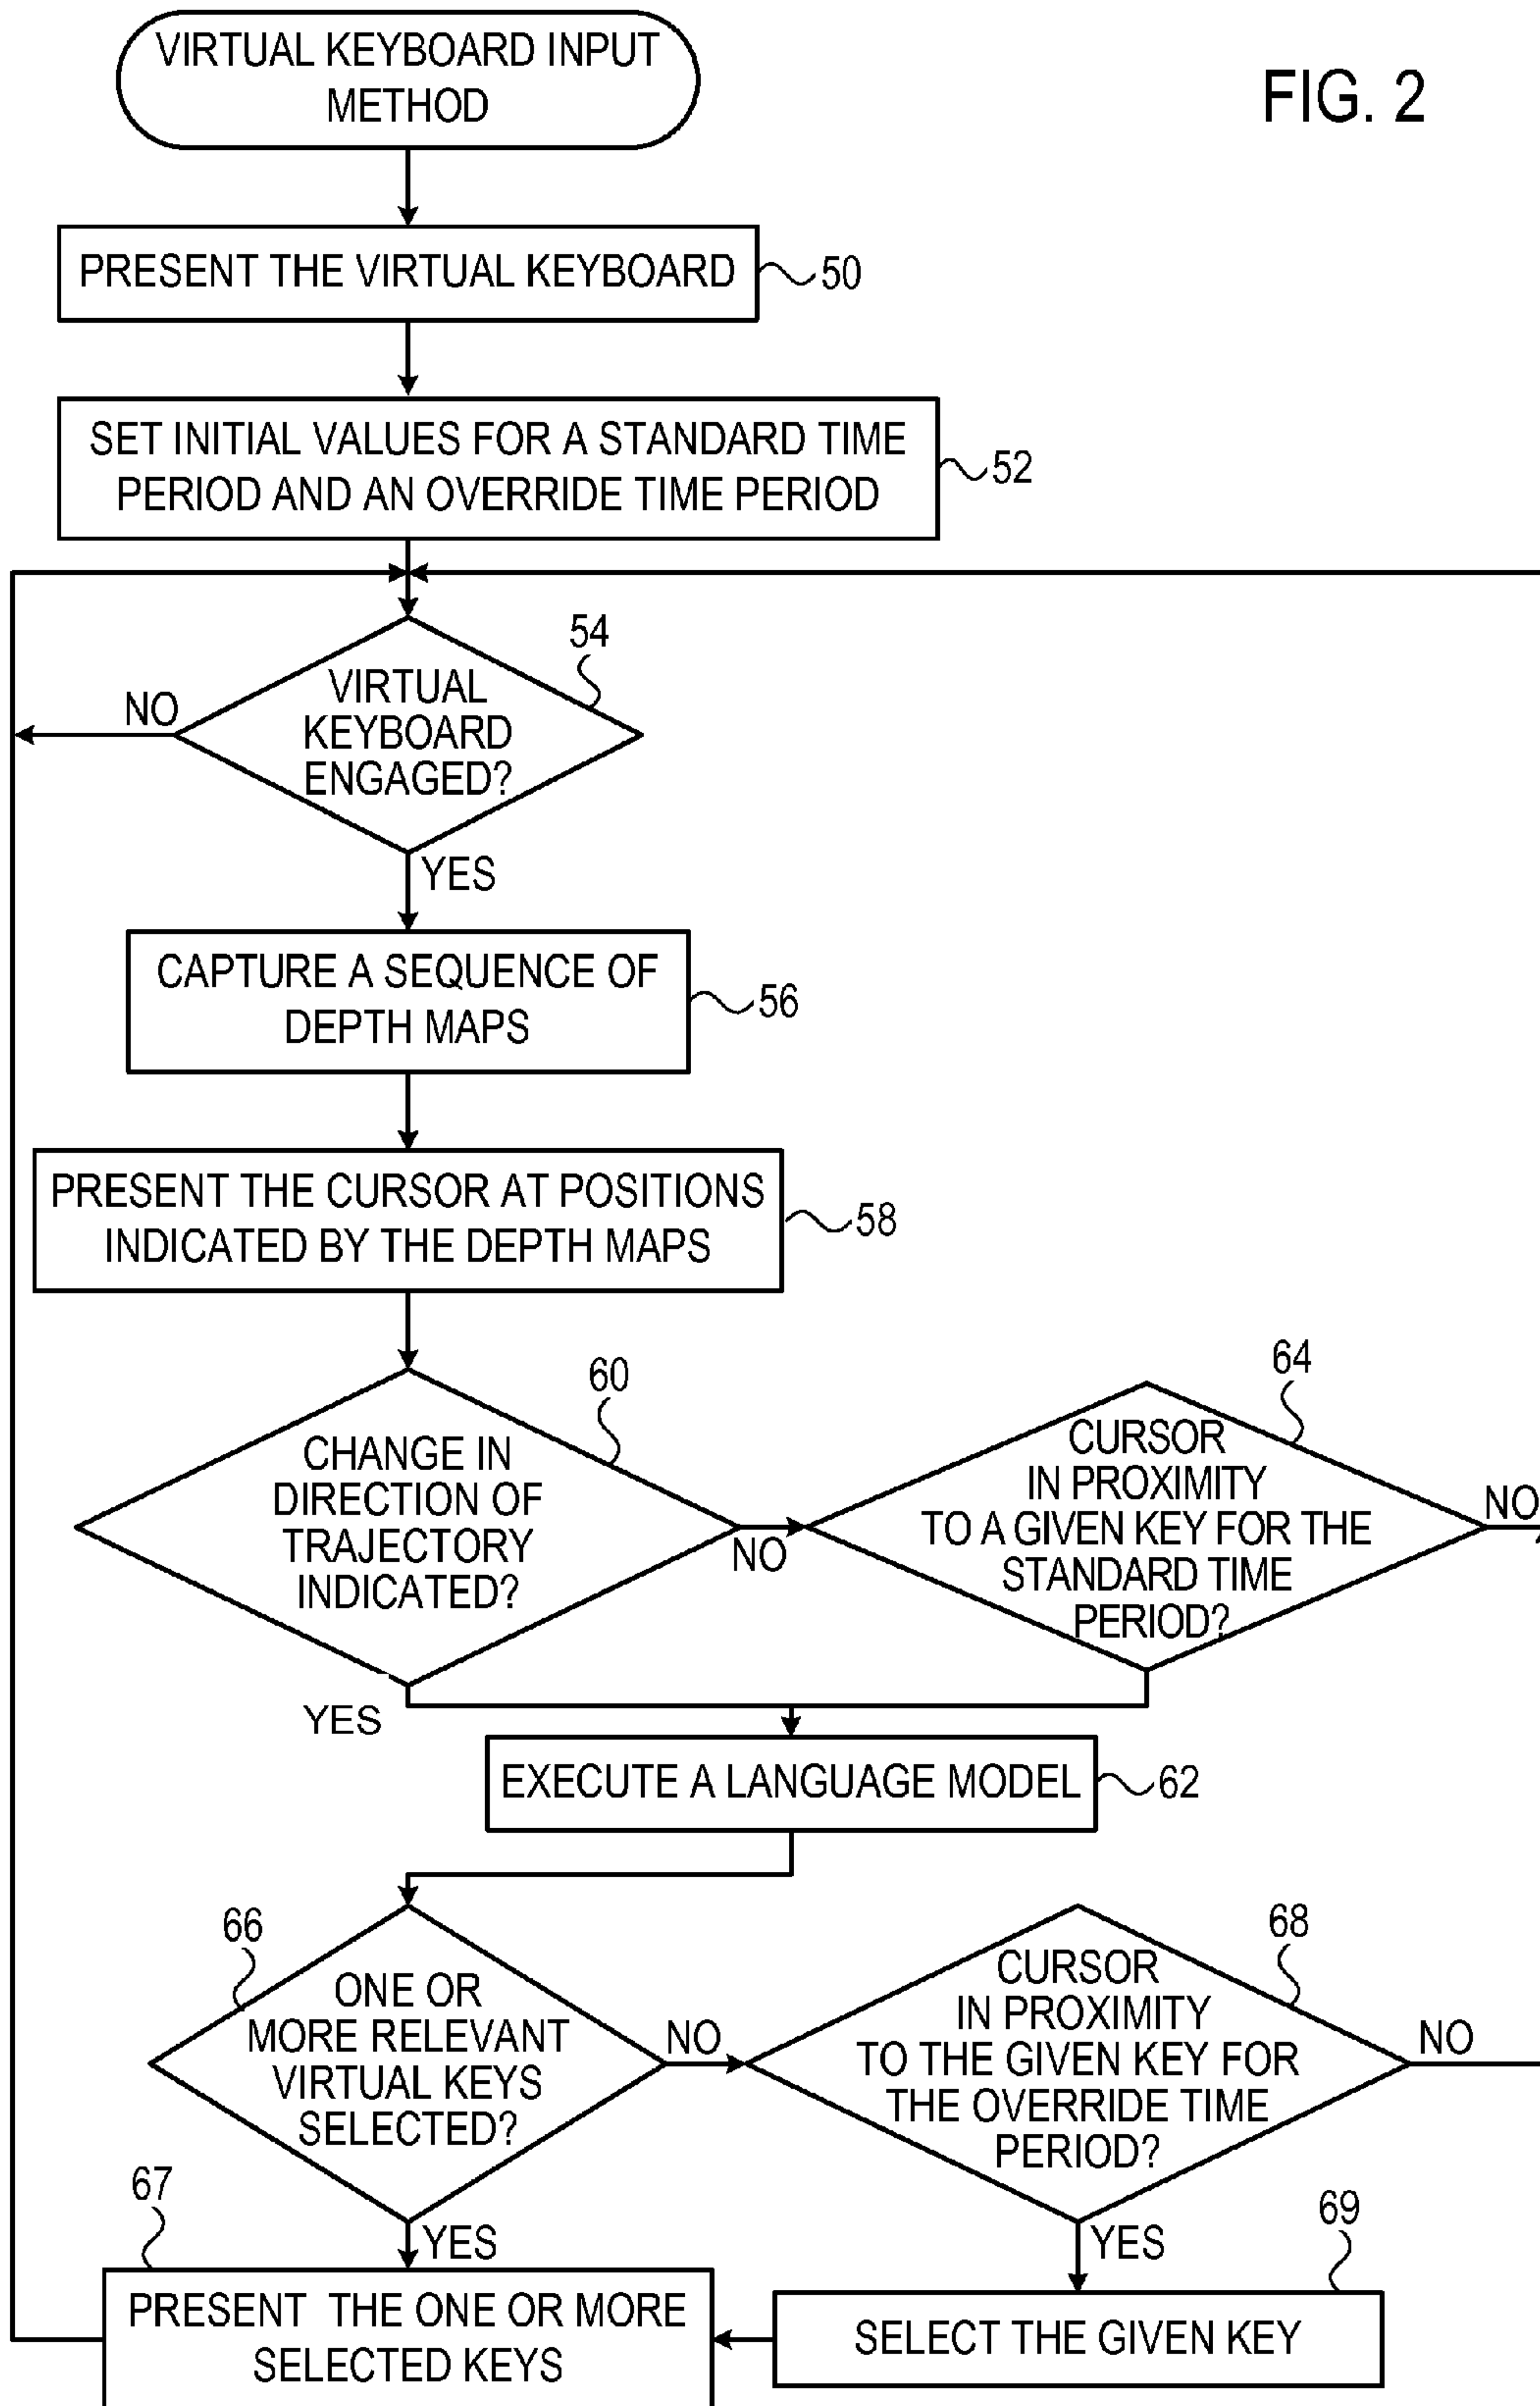 VIRTUAL KEYBOARD INPUT
METHOD
FIG. 2
PRESENT THE VIRTUAL KEYBOARD
50
SET INITIAL VALUES FOR A STANDARD TIME
PERIOD AND AN OVERRIDE TIME PERIOD
52
54
VIRTUAL
KEYBOARD
ENGAGED?
NO
YES
CAPTURE A SEQUENCE OF
DEPTH MAPS
56
PRESENT THE CURSOR AT POSITIONS
INDICATED BY THE DEPTH MAPS
58
60
CHANGE IN
DIRECTION OF
TRAJECTORY
INDICATED?
NO
YES
64
CURSOR
IN PROXIMITY
TO A GIVEN KEY FOR THE
STANDARD TIME
PERIOD?
NO
EXECUTE A LANGUAGE MODEL
62
66
ONE OR
MORE RELEVANT
VIRTUAL KEYS
SELECTED?
NO
YES
68
CURSOR
IN PROXIMITY
TO THE GIVEN KEY FOR
THE OVERRIDE TIME
PERIOD?
NO
YES
67
PRESENT THE ONE OR MORE
SELECTED KEYS
69
SELECT THE GIVEN KEY